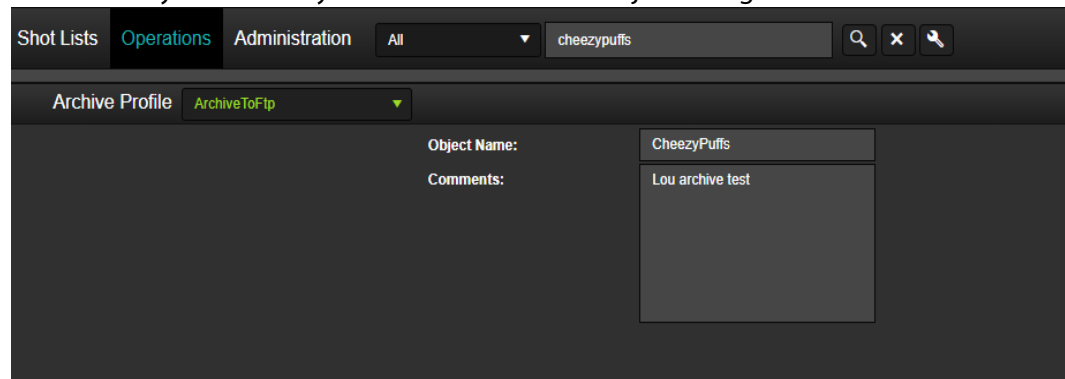 Shot Lists Operations Administration All cheezypuffs
Archive Profile ArchiveToFtp
Object Name: CheezyPuffs
Comments: Lou archive test